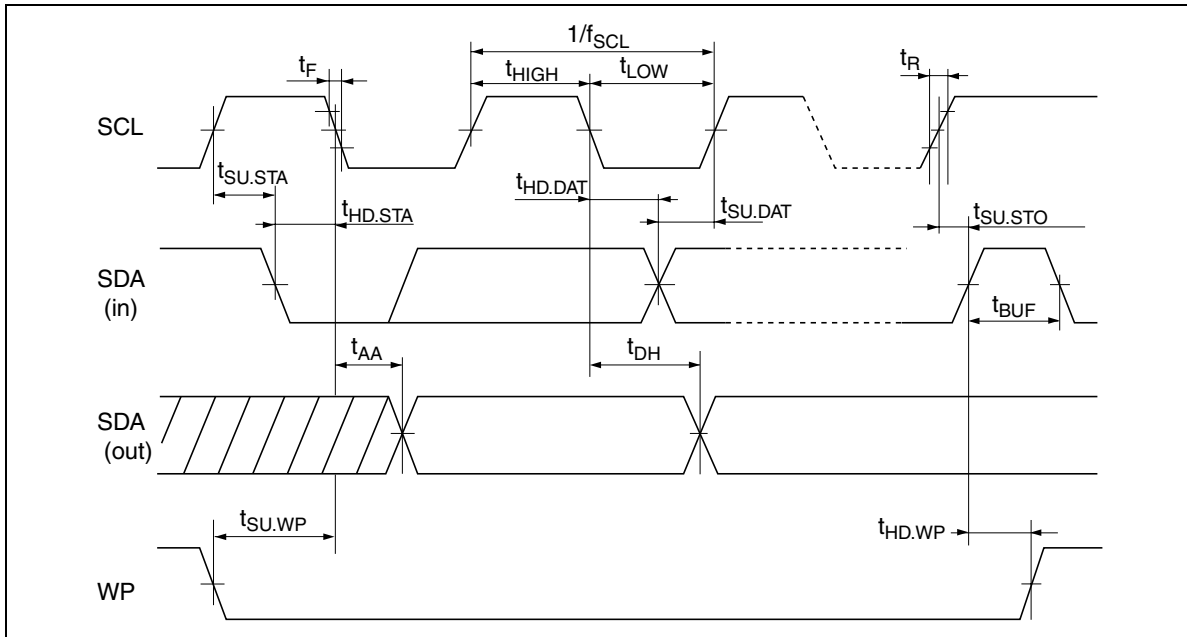 1/fSCL
tF
tHIGH
tLOW
tR
SCL
tSU.STA
tHD.STA
tHD.DAT
tSU.DAT
tSU.STO
SDA
(in)
tBUF
tAA
tDH
SDA
(out)
tSU.WP
tHD.WP
WP